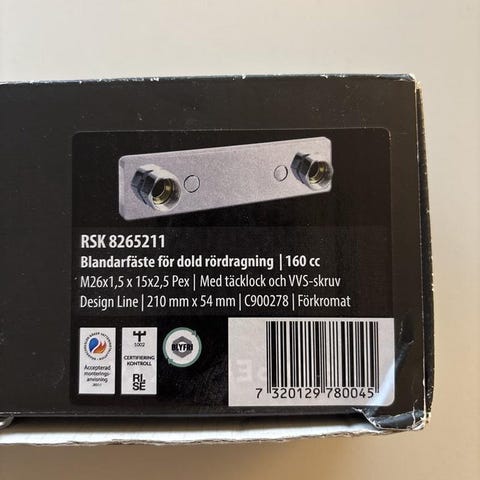 RSK 8265211
Blandarfäste för dold rördragning | 160 cc
M26x1,5 x 15x2,5 Pex | Med täcklock och VVS-skruv
Design Line | 210 mm x 54 mm | C900278 | Förkromat
Accepterad
monterings-
anvisning
1002
CERTIFIERING
KONTROLL
RI.
SE
BLYFRI
7 320129 780045